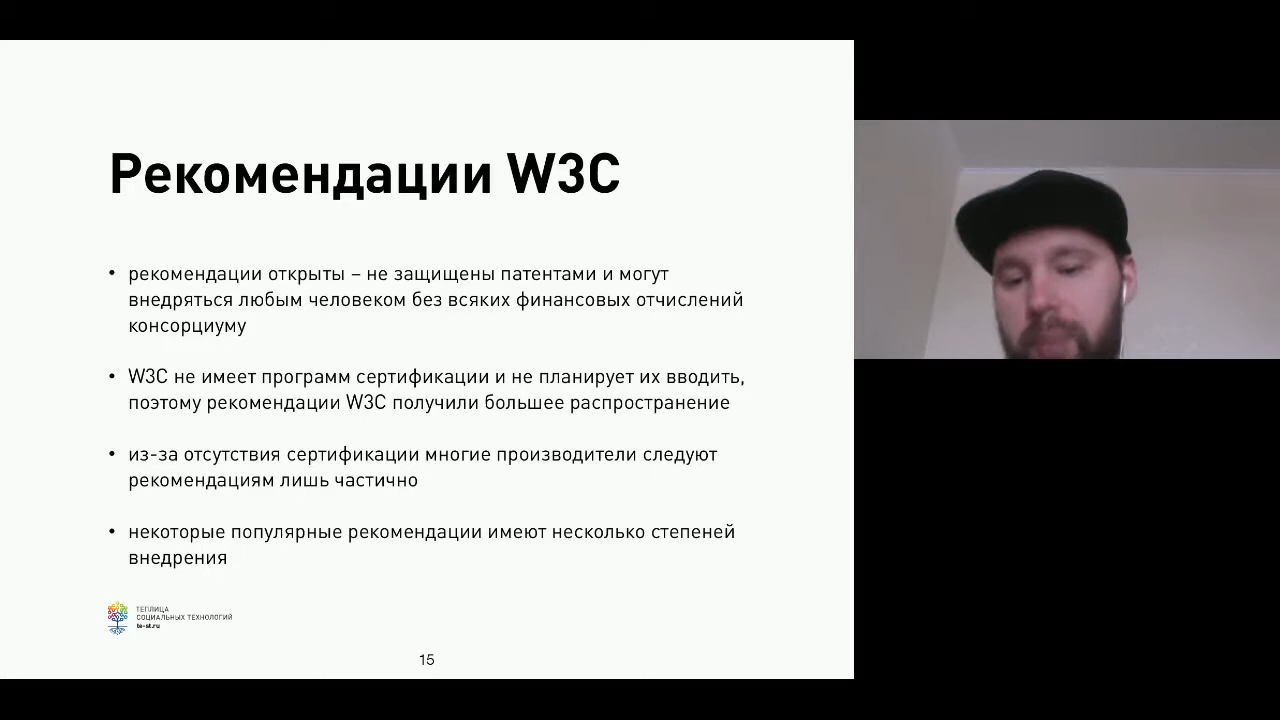 Рекомендации W3C
• рекомендации открыты – не защищены патентами и могут
внедряться любым человеком без всяких финансовых отчислений
консорциуму
• W3C не имеет программ сертификации и не планирует их вводить,
поэтому рекомендации W3C получили большее распространение
• из-за отсутствия сертификации многие производители следуют
рекомендациям лишь частично
• некоторые популярные рекомендации имеют несколько степеней
внедрения
ТЕПЛИЦА
СОЦИАЛЬНЫХ ТЕХНОЛОГИЙ
te-st.ru
15